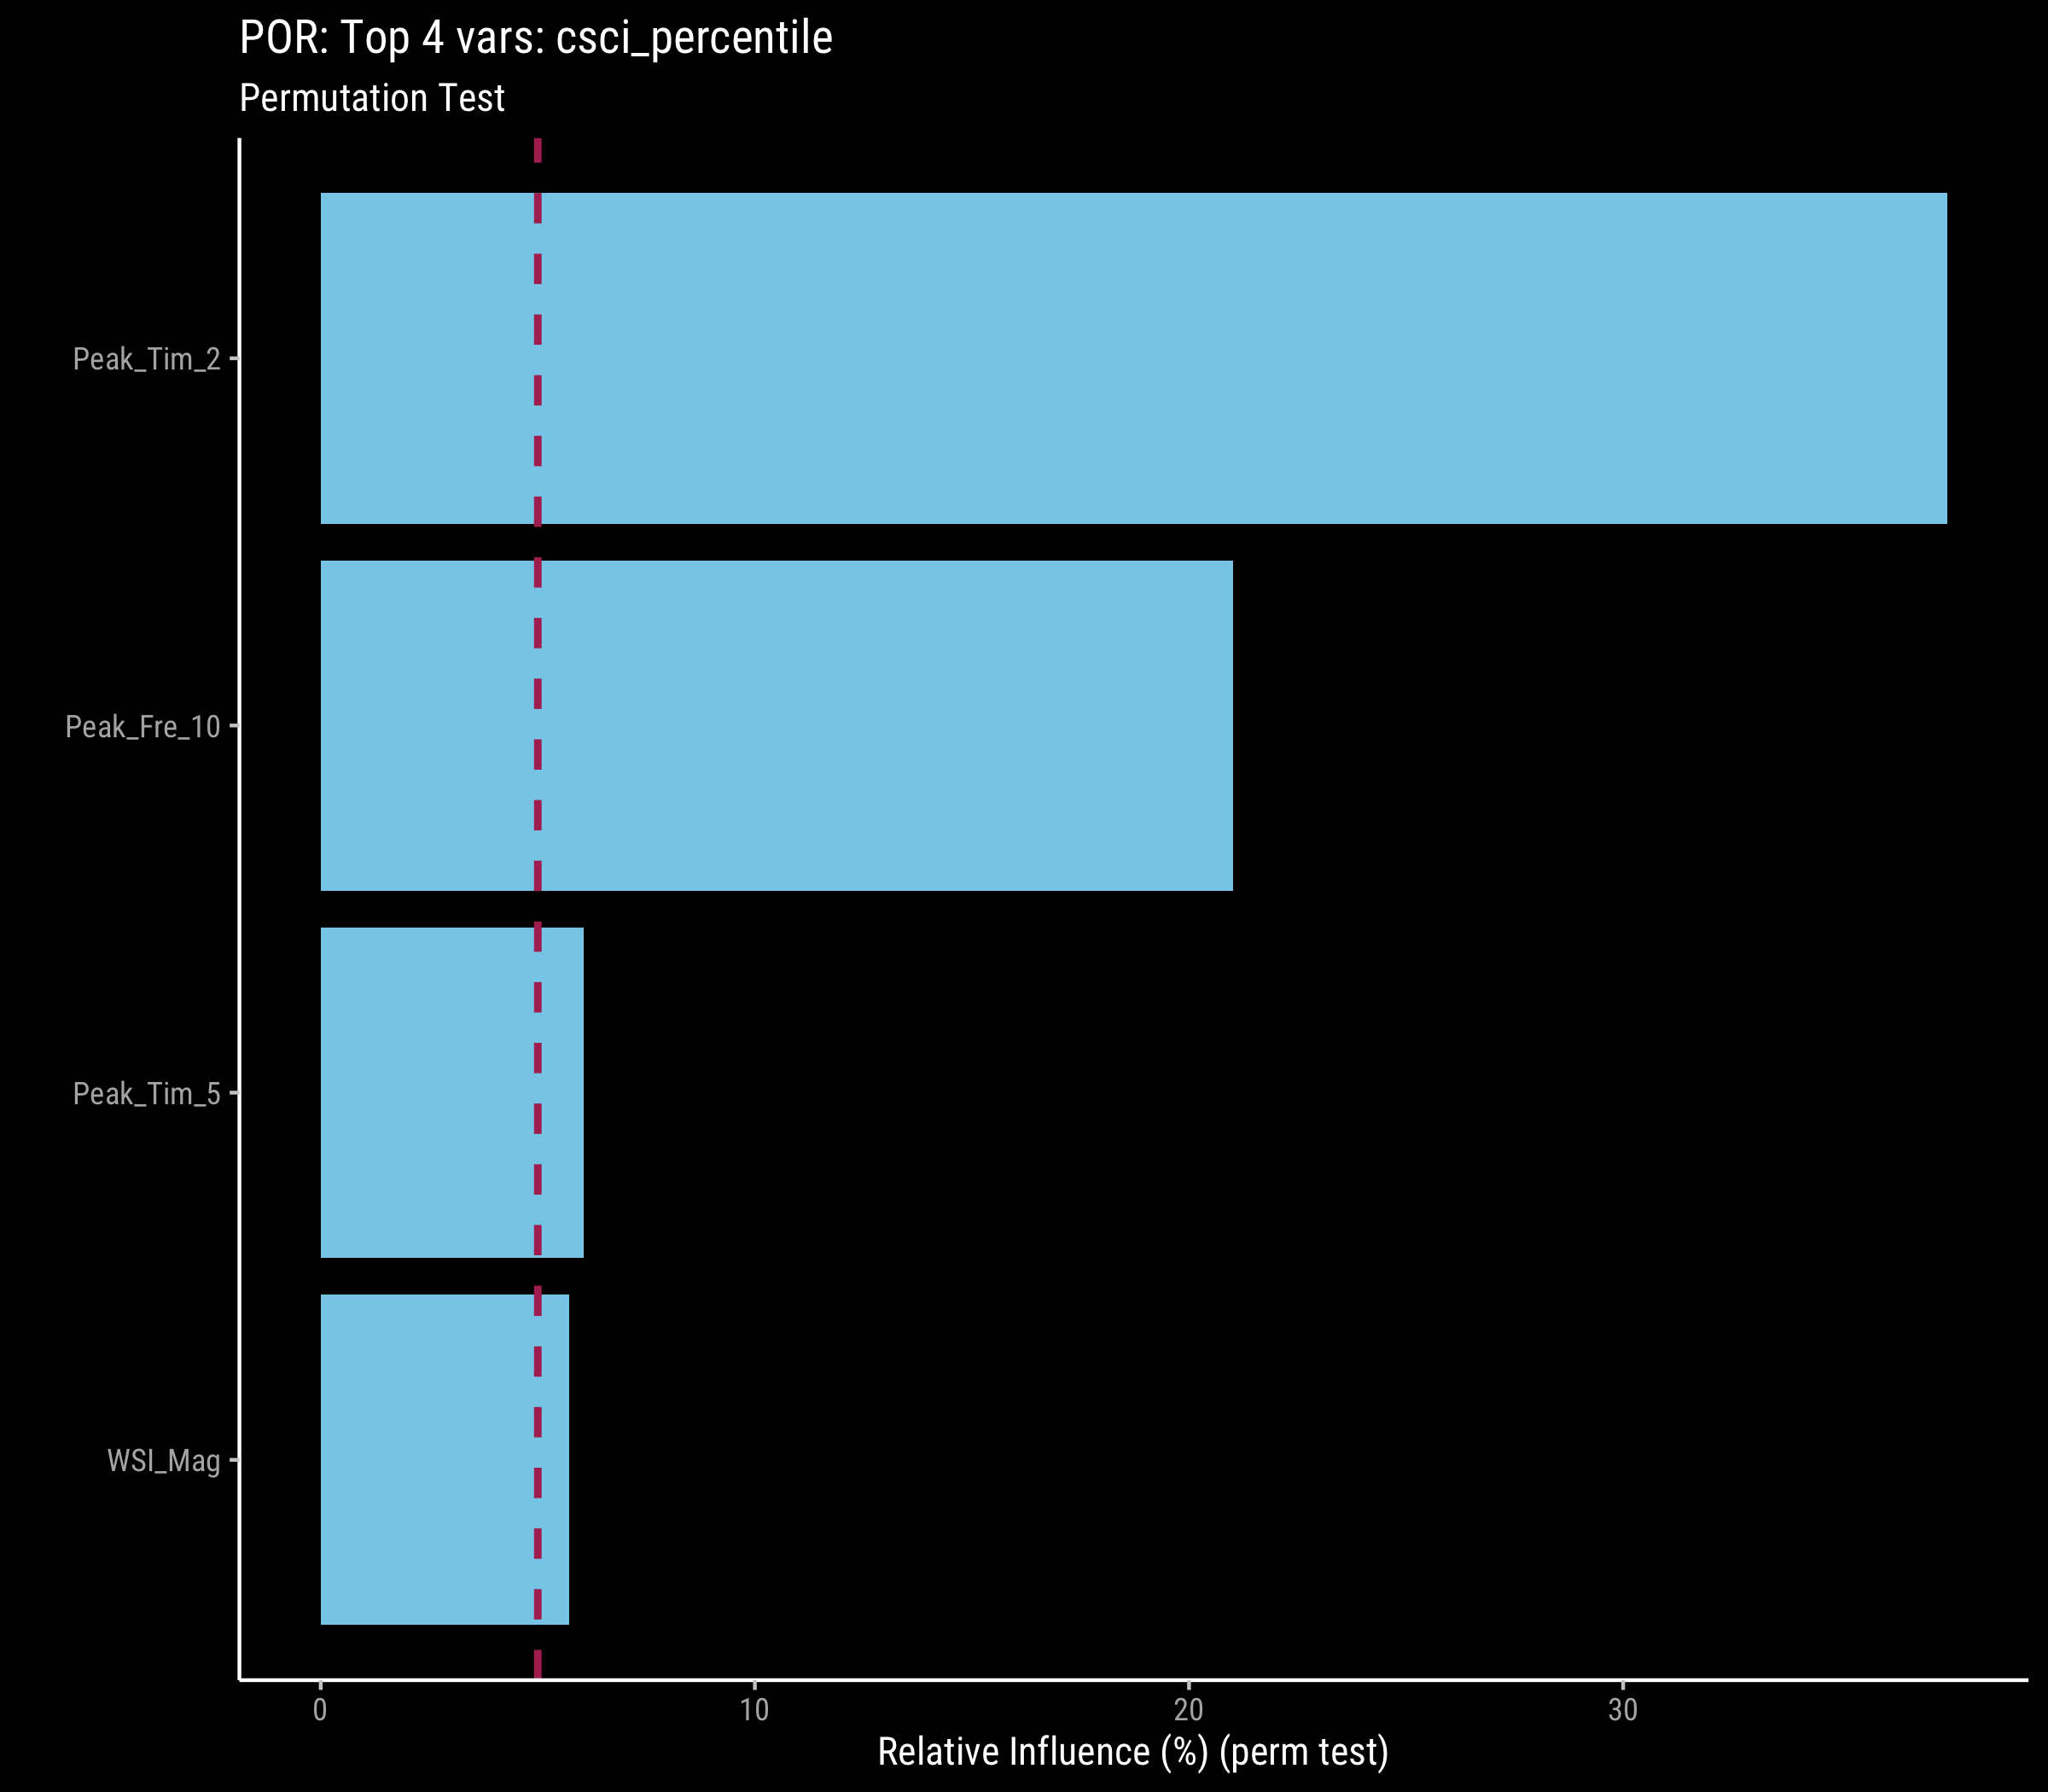 POR: Top 4 vars: csci_percentile
Permutation Test
Peak_Tim_2
Peak_Fre_10
Peak_Tim_5
WSI_Mag
0 10 20 30
Relative Influence (%) (perm test)